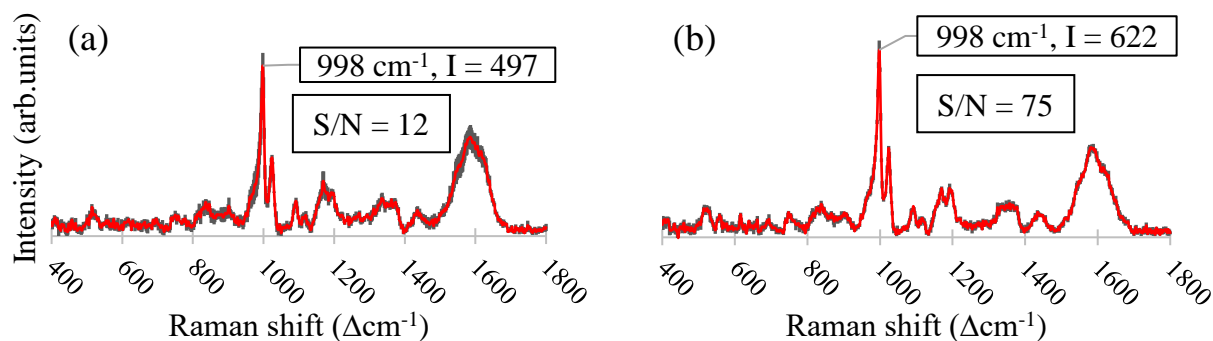 (a)
998 cm⁻¹, I = 497
S/N = 12
Intensity (arb.units)
400 600 800 1000 1200 1400 1600 1800
Raman shift (Δcm⁻¹)
(b)
998 cm⁻¹, I = 622
S/N = 75
400 600 800 1000 1200 1400 1600 1800
Raman shift (Δcm⁻¹)